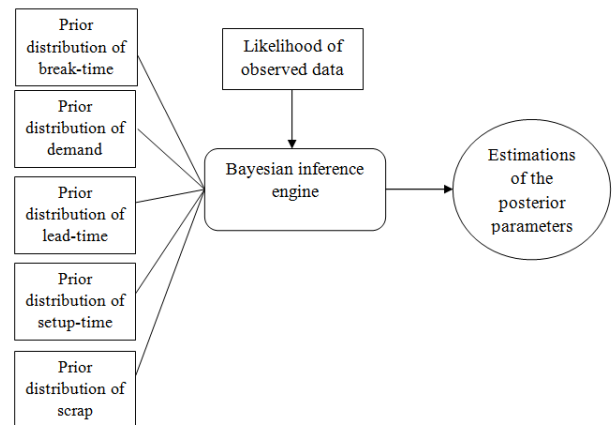 Prior
distribution of
break-time
Likelihood of
observed data
Prior
distribution of
demand
Bayesian inference
engine
Estimations
of the
posterior
parameters
Prior
distribution of
lead-time
Prior
distribution of
setup-time
Prior
distribution of
scrap